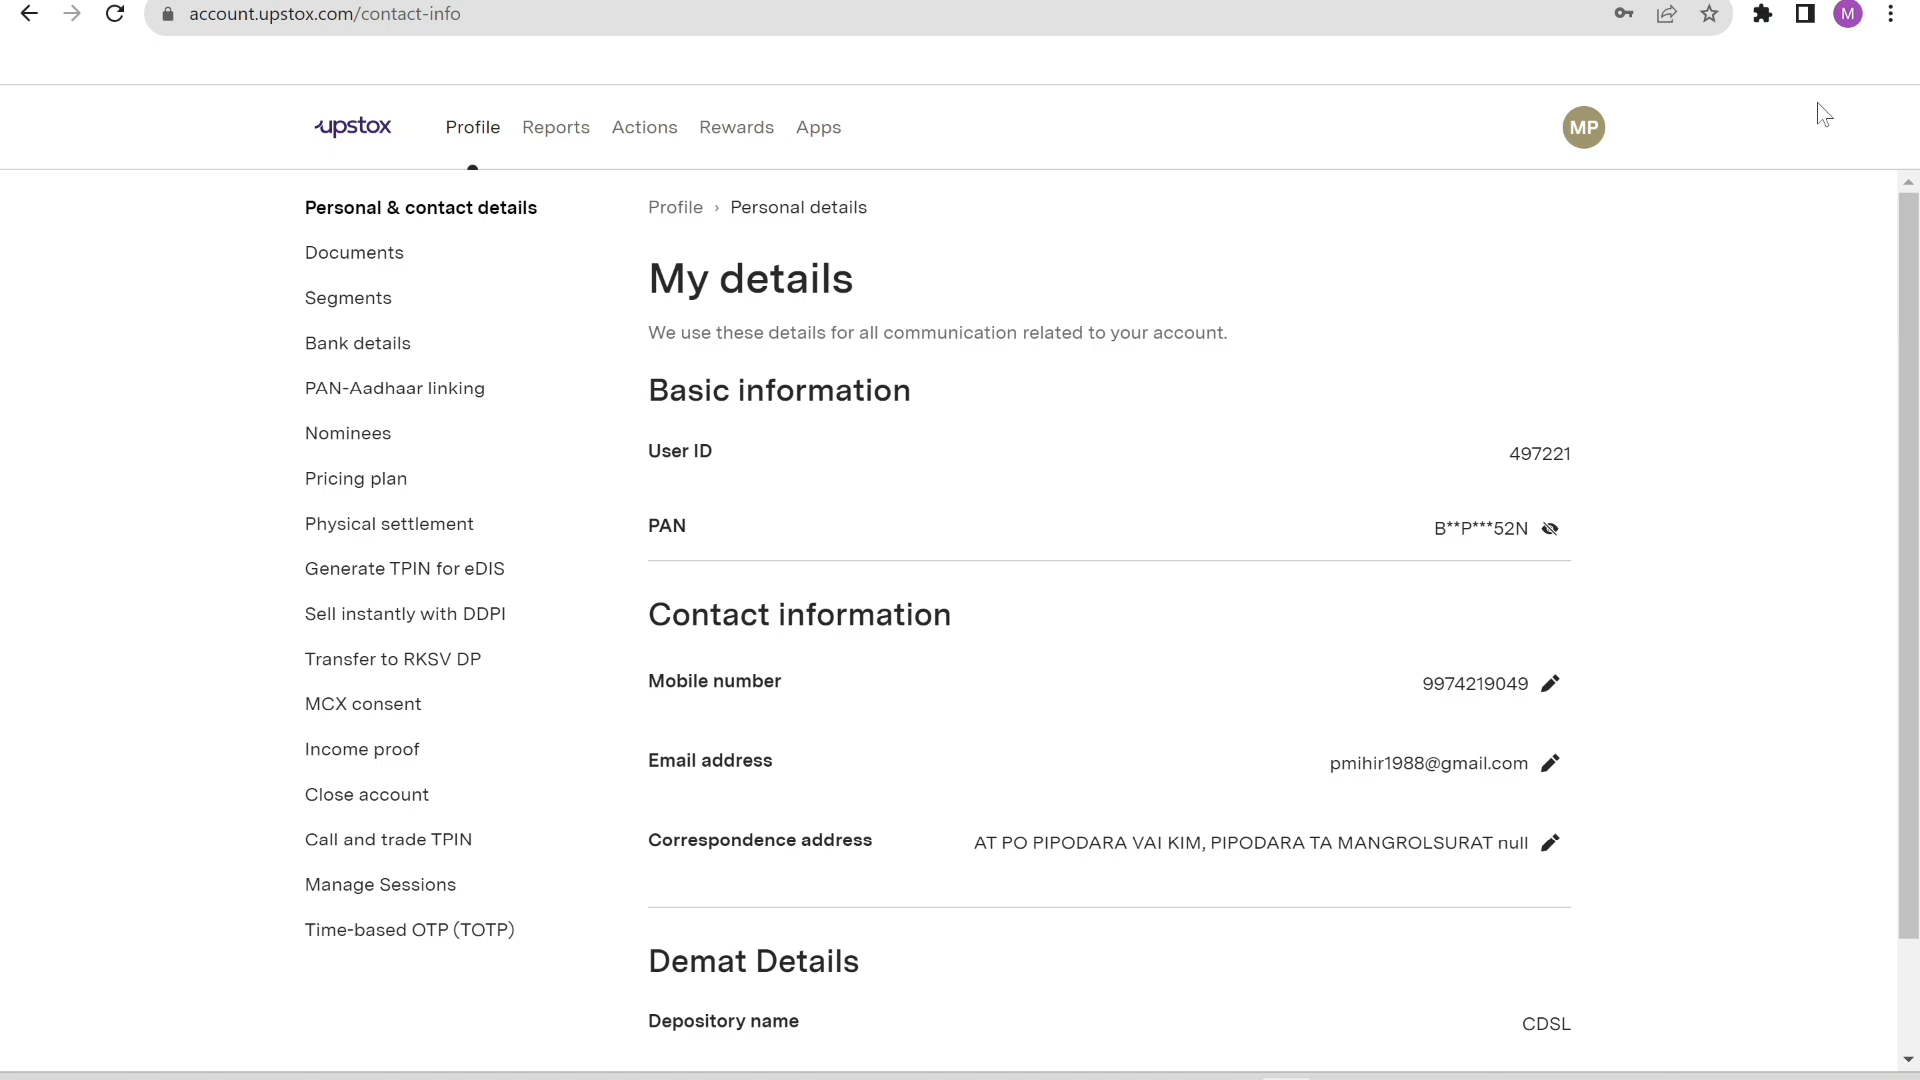 account.upstox.com/contact-info
M
upstox
Profile
Reports
Actions
Rewards
Apps
MP
Personal & contact details
Documents
Segments
Bank details
PAN-Aadhaar linking
Nominees
Pricing plan
Physical settlement
Generate TPIN for eDIS
Sell instantly with DDPI
Transfer to RKSV DP
MCX consent
Income proof
Close account
Call and trade TPIN
Manage Sessions
Time-based OTP (TOTP)
Profile › Personal details
My details
We use these details for all communication related to your account.
Basic information
User ID 497221
PAN B**P***52N
Contact information
Mobile number 9974219049
Email address pmihir1988@gmail.com
Correspondence address AT PO PIPODARA VAI KIM, PIPODARA TA MANGROLSURAT null
Demat Details
Depository name CDSL